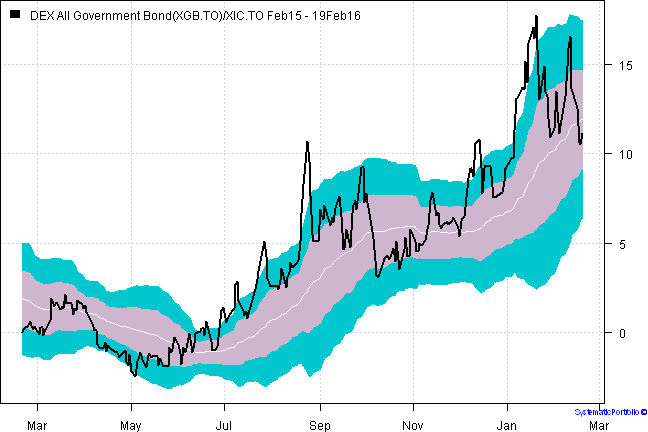 DEX All Government Bond(XGB.TO)/XIC.TO Feb15 - 19Feb16
15
10
5
0
Mar May Jul Sep Nov Jan Mar
SystematicPortfolio ©